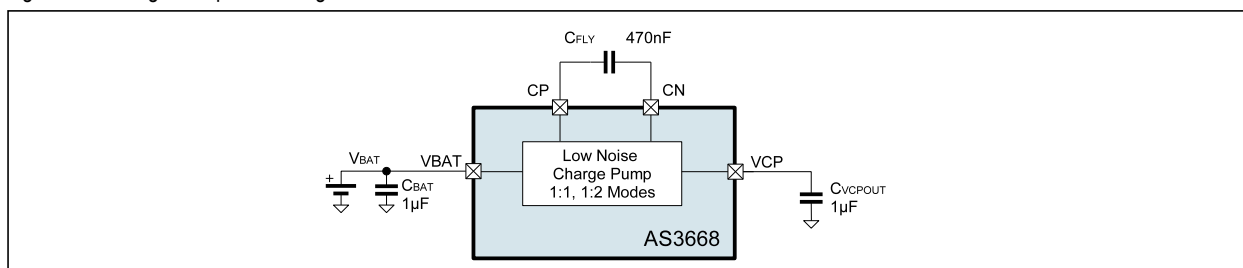 CFLY 470nF
CP
CN
VBAT
VBAT
Low Noise
Charge Pump
1:1, 1:2 Modes
VCP
+
CBAT
1µF
CVCPOUT
1µF
AS3668